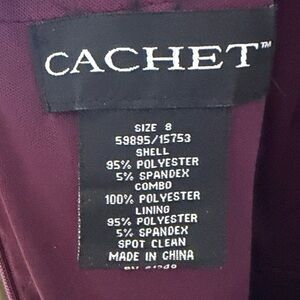 CACHET™
SIZE 8
59895/15753
SHELL
95% POLYESTER
5% SPANDEX
COMBO
100% POLYESTER
LINING
95% POLYESTER
5% SPANDEX
SPOT CLEAN
MADE IN CHINA